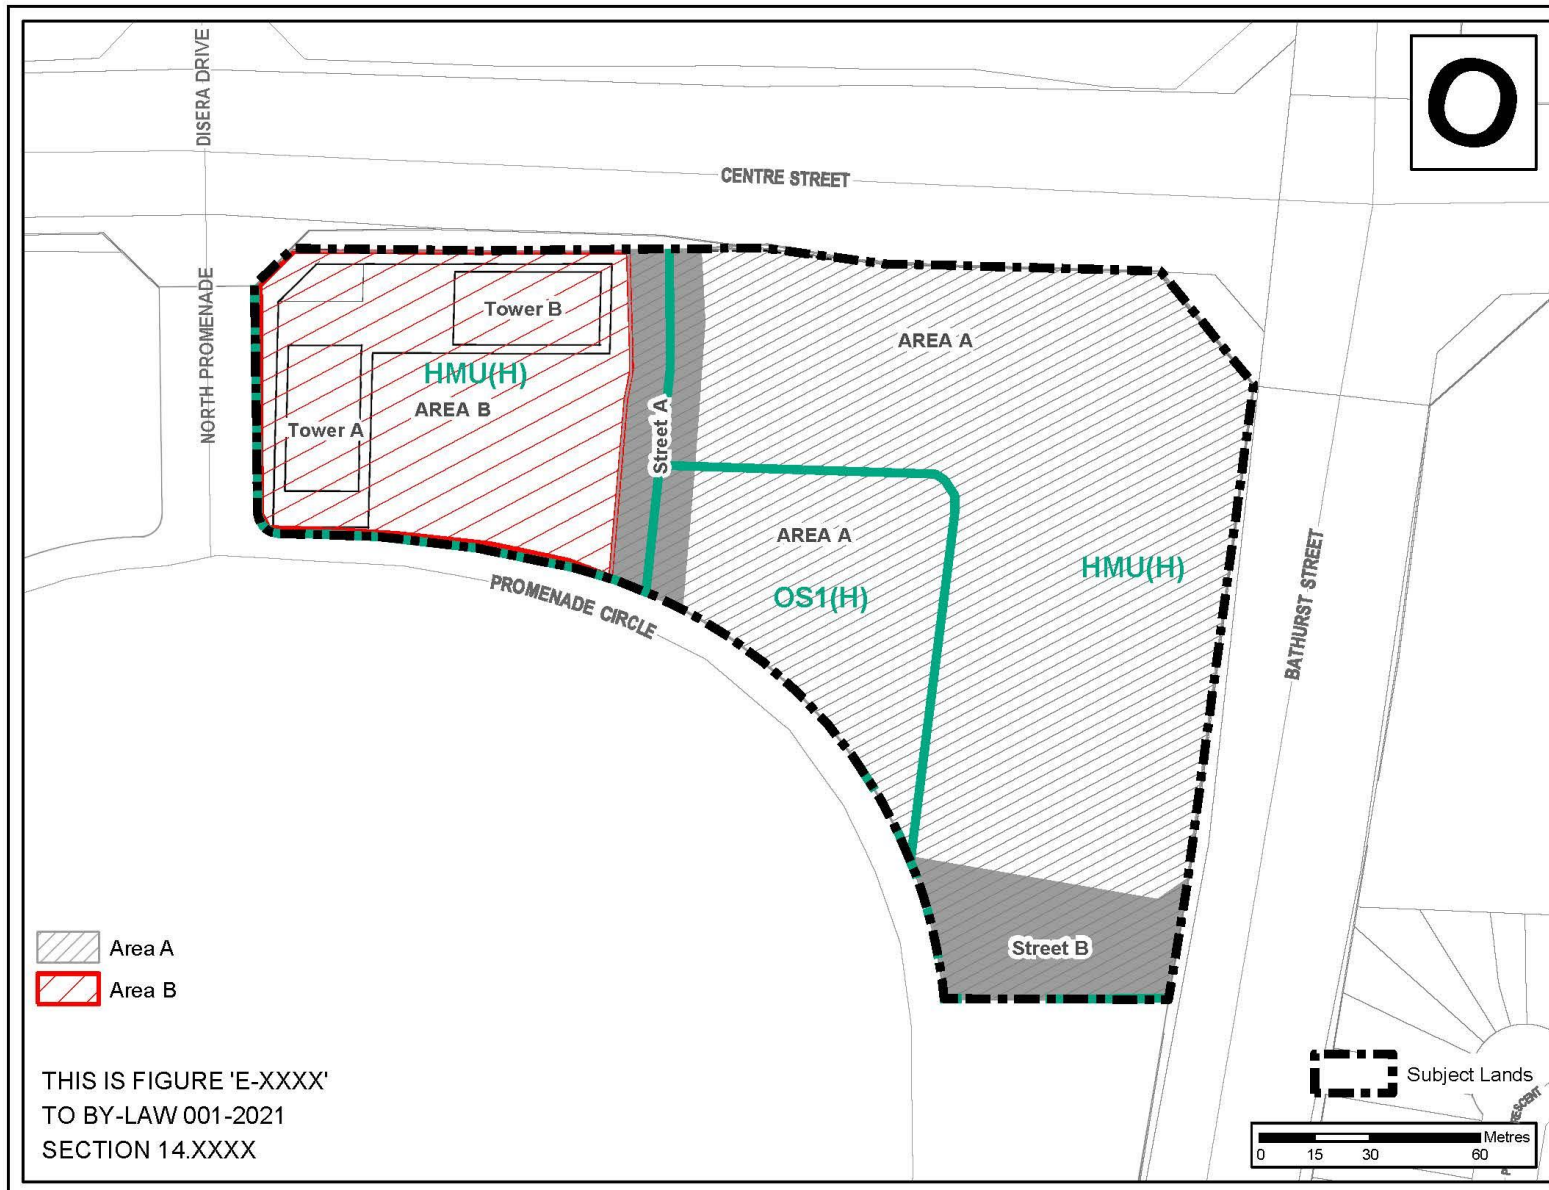 DISERA DRIVE
O
CENTRE STREET
NORTH PROMENADE
Tower B
AREA A
HMU(H)
AREA B
Tower A
Street A
AREA A
HMU(H)
OS1(H)
BATHURST STREET
PROMENADE CIRCLE
Area A
Street B
Area B
THIS IS FIGURE 'E-XXXX'
TO BY-LAW 001-2021
SECTION 14.XXXX
Subject Lands
Metres
0 15 30 60